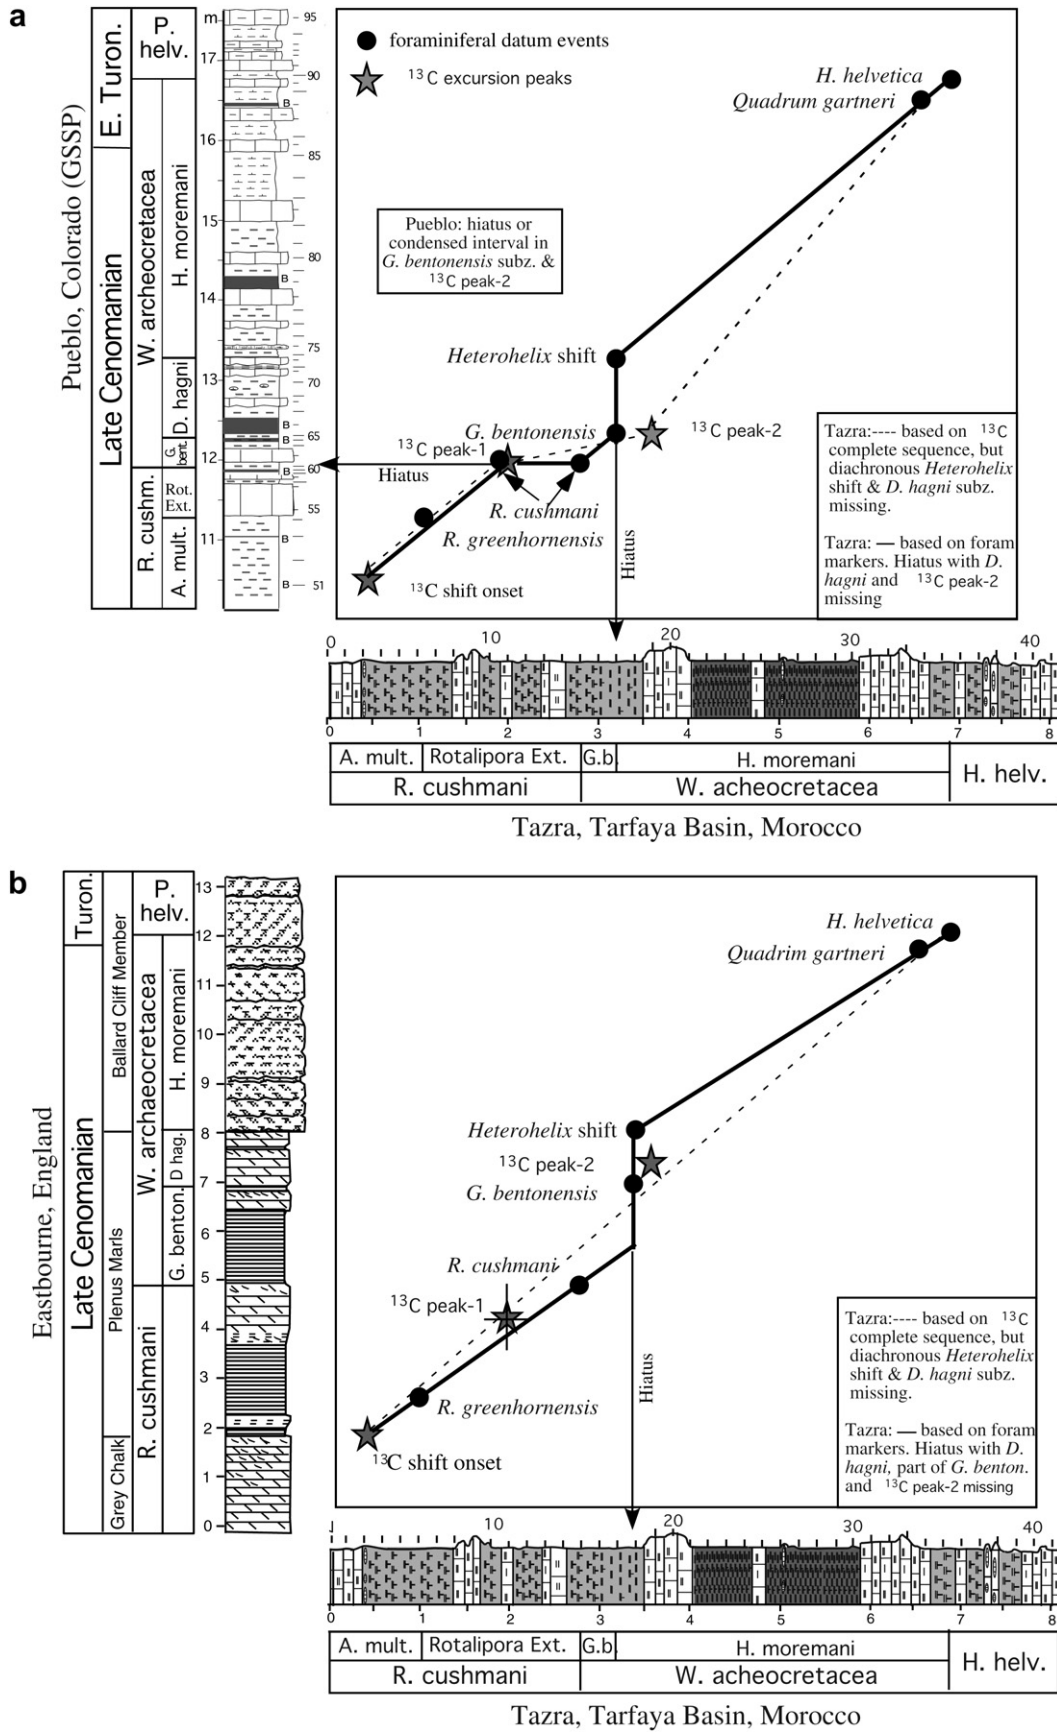 a
Pueblo, Colorado (GSSP)
E. Turon.
Late Cenomanian
P.
helv.
W. archeocretacea
R. cushm.
H. moremani
D. hagni
G.
bent.
Rot.
Ext.
A. mult.
m
17
16
15
14
13
12
11
95
90
85
80
75
70
65
60
55
51
B
B
B
B
B
B
B
foraminiferal datum events
13C excursion peaks
H. helvetica
Quadrum gartneri
Pueblo: hiatus or
condensed interval in
G. bentonensis subz. &
13C peak-2
Heterohelix shift
G. bentonensis
13C peak-1
13C peak-2
Hiatus
R. cushmani
R. greenhornensis
13C shift onset
Hiatus
Tazra:---- based on 13C
complete sequence, but
diachronous Heterohelix
shift & D. hagni subz.
missing.
Tazra: — based on foram
markers. Hiatus with D.
hagni and 13C peak-2
missing
0 10 20 30 40
0 1 2 3 4 5 6 7 8
A. mult. Rotalipora Ext. G.b. H. moremani H. helv.
R. cushmani W. acheocretacea
Tazra, Tarfaya Basin, Morocco
b
Eastbourne, England
Turon.
Late Cenomanian
Ballard Cliff Member
Plenus Marls
Grey Chalk
P.
helv.
W. archaeocretacea
R. cushmani
H. moremani
D hag.
G. benton.
13
12
11
10
9
8
7
6
5
4
3
2
1
0
H. helvetica
Quadrim gartneri
Heterohelix shift
13C peak-2
G. bentonensis
R. cushmani
13C peak-1
R. greenhornensis
13C shift onset
Hiatus
Tazra:---- based on 13C
complete sequence, but
diachronous Heterohelix
shift & D. hagni subz.
missing.
Tazra: — based on foram
markers. Hiatus with D.
hagni, part of G. benton.
and 13C peak-2 missing
10 20 30 40
0 1 2 3 4 5 6 7 8
A. mult. Rotalipora Ext. G.b. H. moremani H. helv.
R. cushmani W. acheocretacea
Tazra, Tarfaya Basin, Morocco